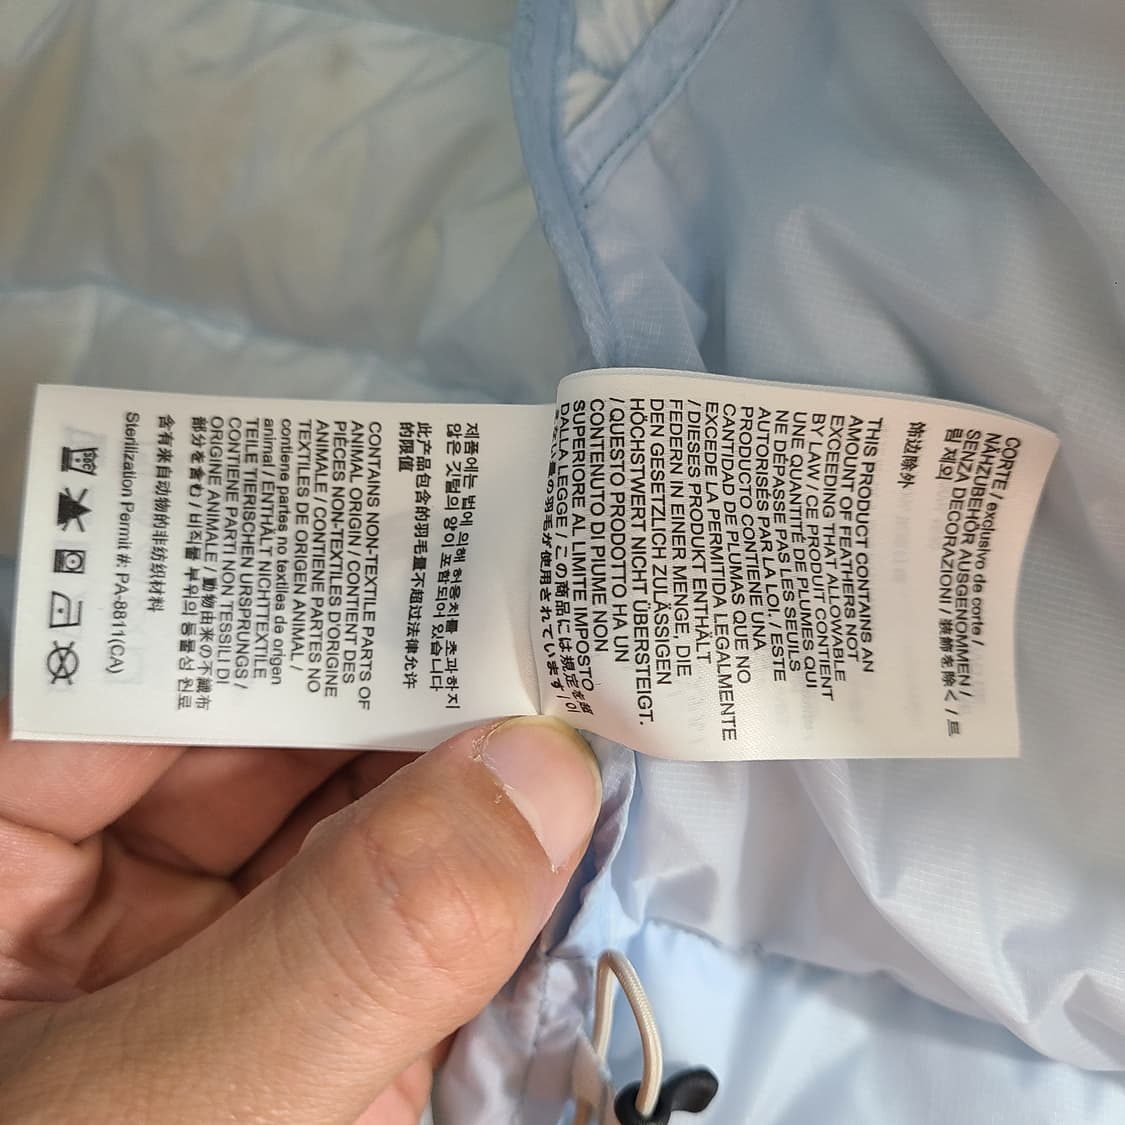 CORTE / exclusivo de corte /
NÄHZUBEHÖR AUSGENOMMEN /
SENZA DECORAZIONI / 装飾を除く / 트
림 제외
饰边除外
THIS PRODUCT CONTAINS AN
AMOUNT OF FEATHERS NOT
EXCEEDING THAT ALLOWABLE
BY LAW / CE PRODUIT CONTIENT
UNE QUANTITÉ DE PLUMES QUI
NE DÉPASSE PAS LES SEUILS
AUTORISÉS PAR LA LOI. / ESTE
PRODUCTO CONTIENE UNA
CANTIDAD DE PLUMAS QUE NO
EXCEDE LA PERMITIDA LEGALMENTE
/ DIESES PRODUKT ENTHÄLT
FEDERN IN EINER MENGE, DIE
DEN GESETZLICH ZULÄSSIGEN
HÖCHSTWERT NICHT ÜBERSTEIGT.
/ QUESTO PRODOTTO HA UN
CONTENUTO DI PIUME NON
SUPERIORE AL LIMITE IMPOSTO
DALLA LEGGE / この商品には規定を超
えない量の羽毛が使用されています / 이
제품에는 법에 의해 허용치를 초과하지
않은 깃털의 양이 포함되어 있습니다
此产品包含的羽毛量不超过法律允许
的限值
CONTAINS NON-TEXTILE PARTS OF
ANIMAL ORIGIN / CONTIENT DES
PIÈCES NON-TEXTILES D'ORIGINE
ANIMALE / CONTIENE PARTES NO
TEXTILES DE ORIGEN ANIMAL /
contiene partes no textiles de origen
animal / ENTHÄLT NICHTTEXTILE
TEILE TIERISCHEN URSPRUNGS /
CONTIENE PARTI NON TESSILI DI
ORIGINE ANIMALE / 動物由来の不織布
部分を含む / 비직물 부위의 동물성 원료
含有来自动物的非纺织材料
Sterilization Permit #: PA-8811(CA)